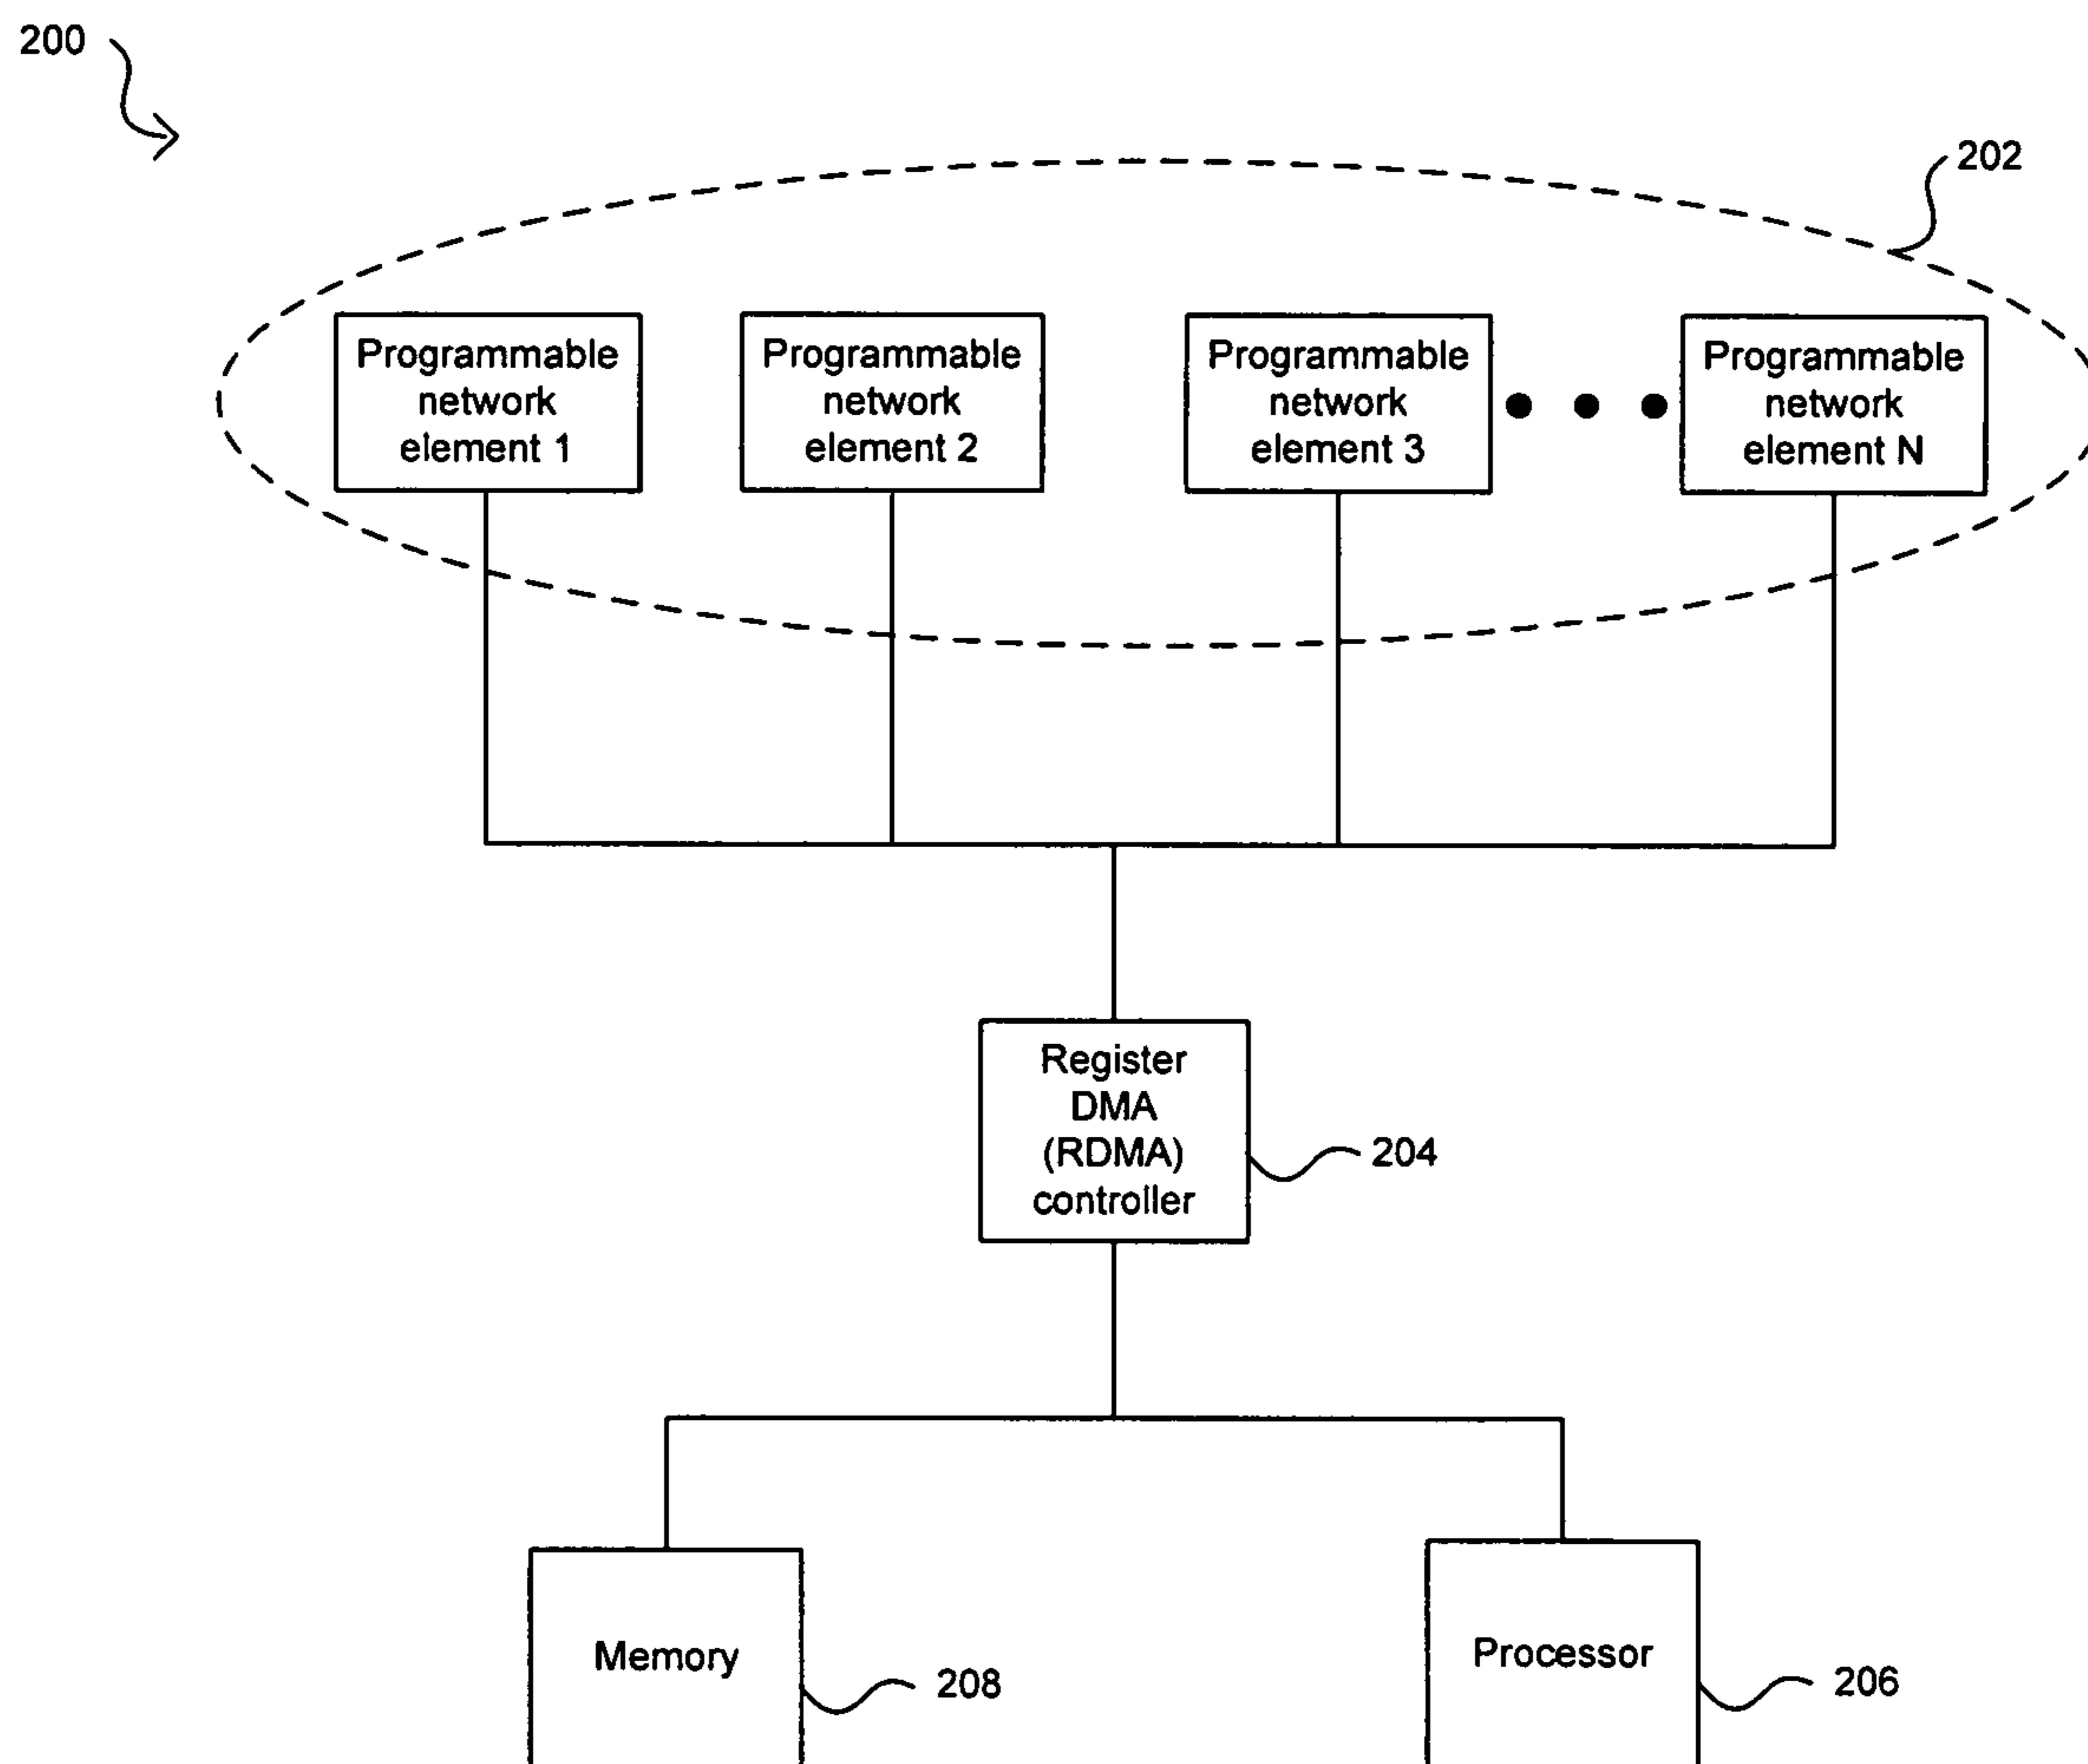 200
202
Programmable
network
element 1
Programmable
network
element 2
Programmable
network
element 3
Programmable
network
element N
Register
DMA
(RDMA)
controller
204
Memory
208
Processor
206